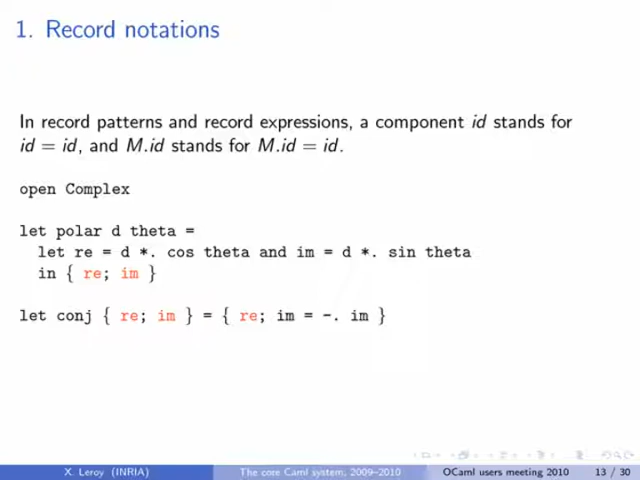 1. Record notations
In record patterns and record expressions, a component id stands for
id = id, and M.id stands for M.id = id.
open Complex
let polar d theta =
let re = d *. cos theta and im = d *. sin theta
in { re; im }
let conj { re; im } = { re; im = -. im }
X. Leroy (INRIA) The core Caml system, 2009–2010 OCaml users meeting 2010 13 / 30